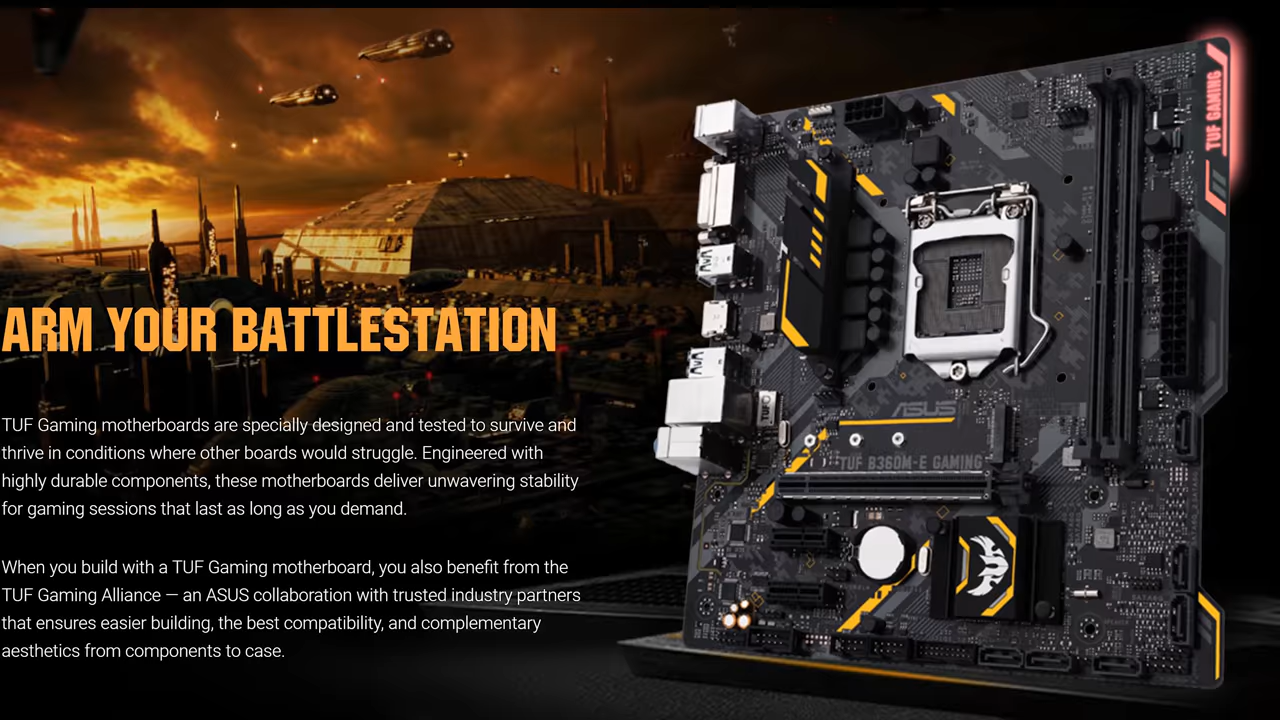 TUF GAMING
ARM YOUR BATTLESTATION
TUF Gaming motherboards are specially designed and tested to survive and
thrive in conditions where other boards would struggle. Engineered with
highly durable components, these motherboards deliver unwavering stability
for gaming sessions that last as long as you demand.
When you build with a TUF Gaming motherboard, you also benefit from the
TUF Gaming Alliance — an ASUS collaboration with trusted industry partners
that ensures easier building, the best compatibility, and complementary
aesthetics from components to case.
ASUS
TUF B360M-E GAMING